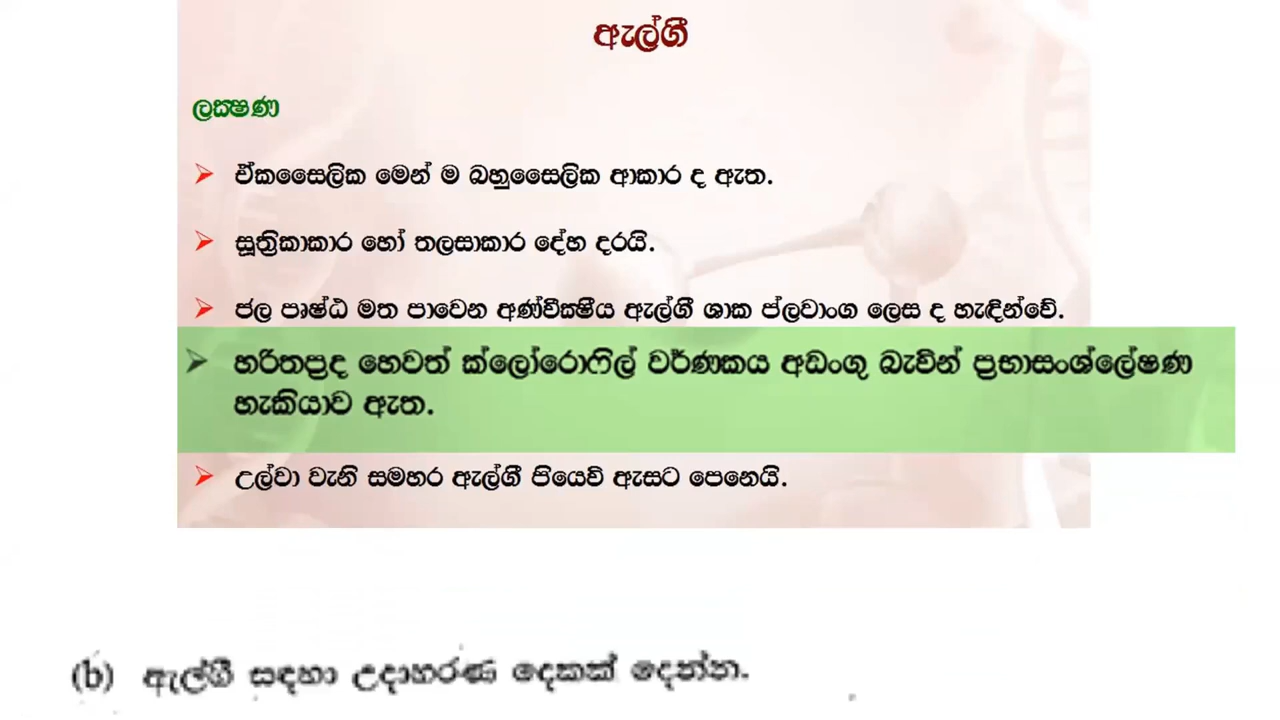 ඇල්ගී
ලක්‍ෂණ
➢ ඒකසෛලික මෙන් ම බහුසෛලික ආකාර ද ඇත.
➢ සූත්‍රිකාකාර හෝ තලසාකාර දේහ දරයි.
➢ ජල පෘෂ්ඨ මත පාවෙන අණ්වීක්‍ෂීය ඇල්ගී ශාක ප්ලවාංග ලෙස ද හැඳින්වේ.
➢ හරිතප්‍රද හෙවත් ක්ලෝරොෆිල් වර්ණකය අඩංගු බැවින් ප්‍රභාසංශ්ලේෂණ
හැකියාව ඇත.
➢ උල්වා වැනි සමහර ඇල්ගී පියෙවි ඇසට පෙනෙයි.
(b) ඇල්ගී සඳහා උදාහරණ දෙකක් දෙන්න.